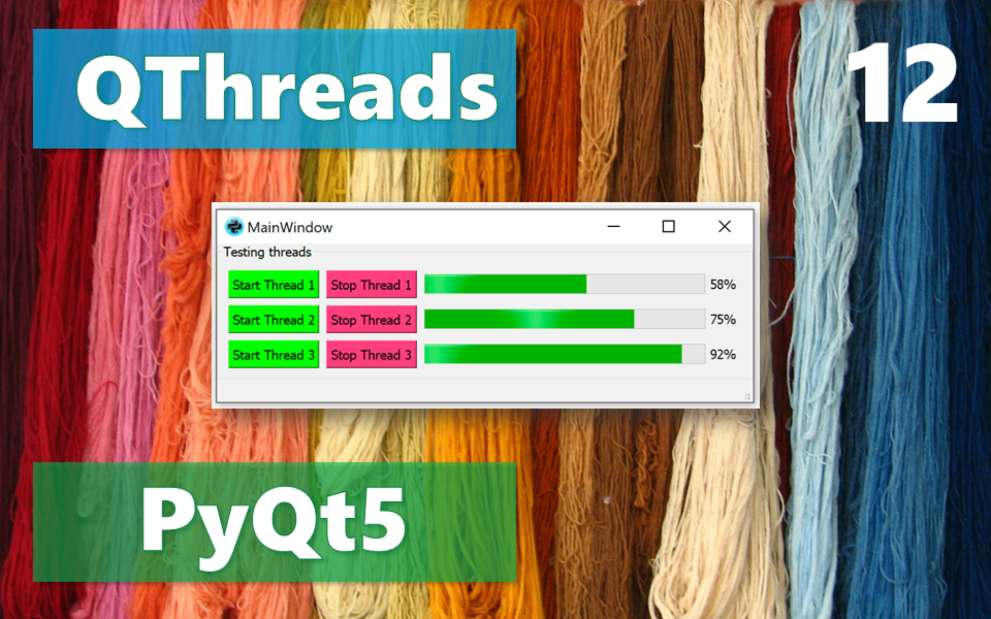 QThreads
12
MainWindow
Testing threads
Start Thread 1 Stop Thread 1 58%
Start Thread 2 Stop Thread 2 75%
Start Thread 3 Stop Thread 3 92%
PyQt5